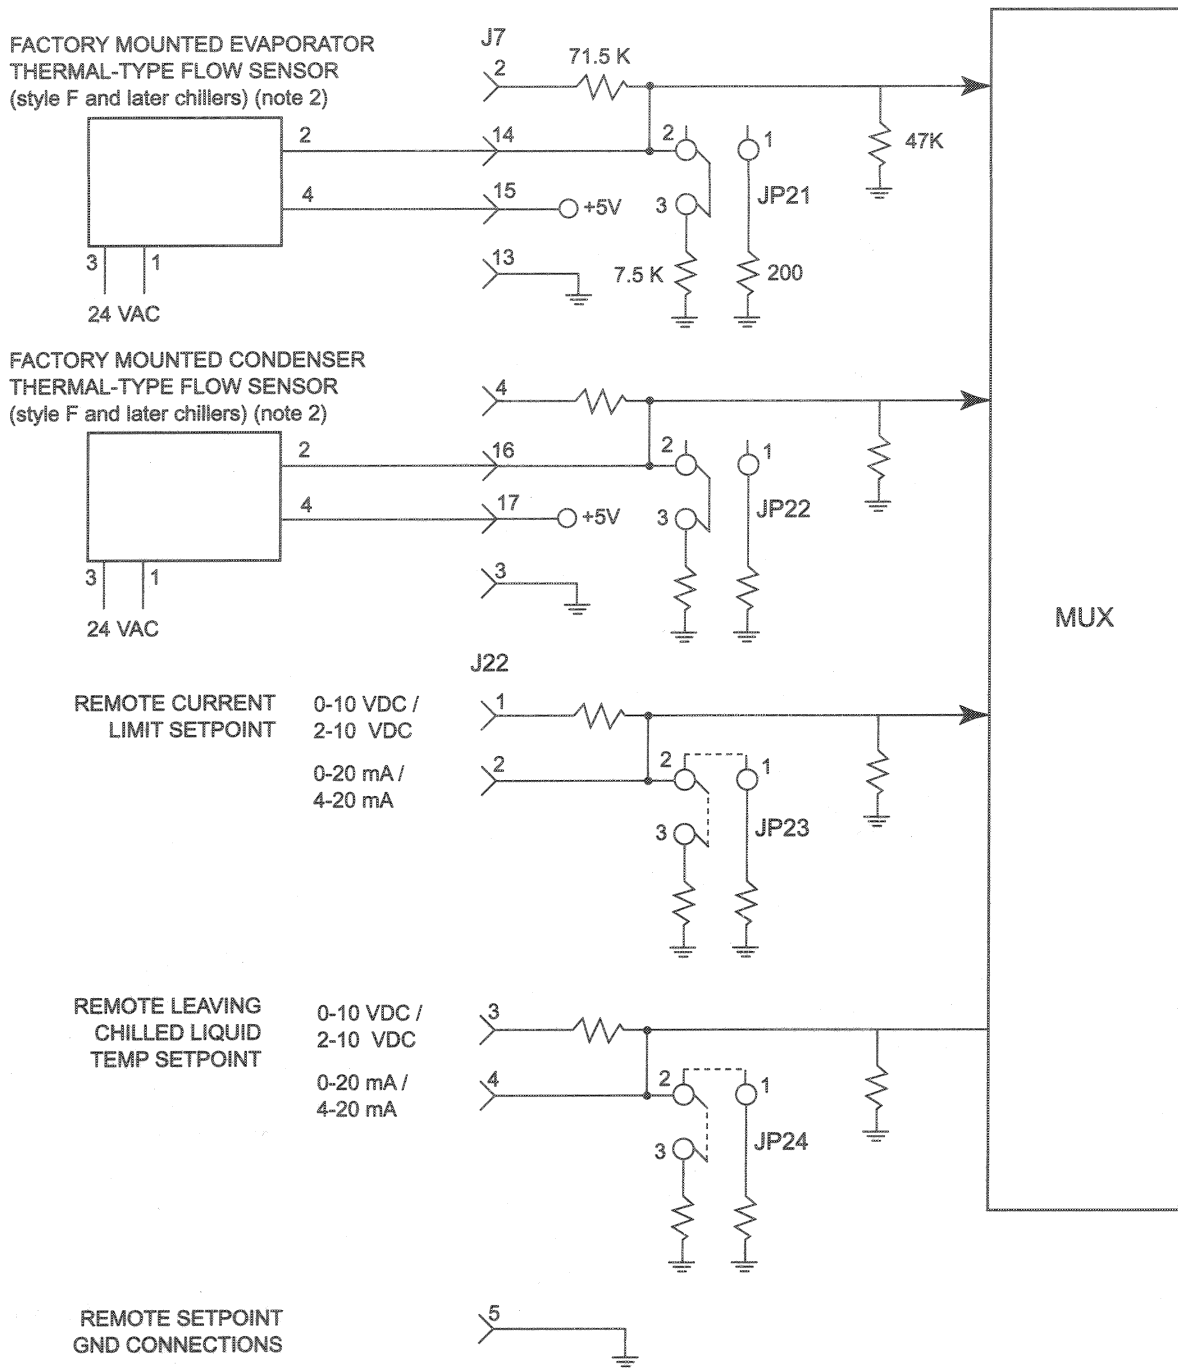 FACTORY MOUNTED EVAPORATOR
THERMAL-TYPE FLOW SENSOR
(style F and later chillers) (note 2)
J7
2
71.5 K
2
14
2
1
47K
4
15
+5V
3
JP21
3
1
13
7.5 K
200
24 VAC
FACTORY MOUNTED CONDENSER
THERMAL-TYPE FLOW SENSOR
(style F and later chillers) (note 2)
4
2
16
2
1
4
17
+5V
3
JP22
3
1
3
24 VAC
MUX
J22
REMOTE CURRENT
LIMIT SETPOINT
0-10 VDC /
2-10 VDC
1
0-20 mA /
4-20 mA
2
2
1
3
JP23
REMOTE LEAVING
CHILLED LIQUID
TEMP SETPOINT
0-10 VDC /
2-10 VDC
3
0-20 mA /
4-20 mA
4
2
1
3
JP24
REMOTE SETPOINT
GND CONNECTIONS
5